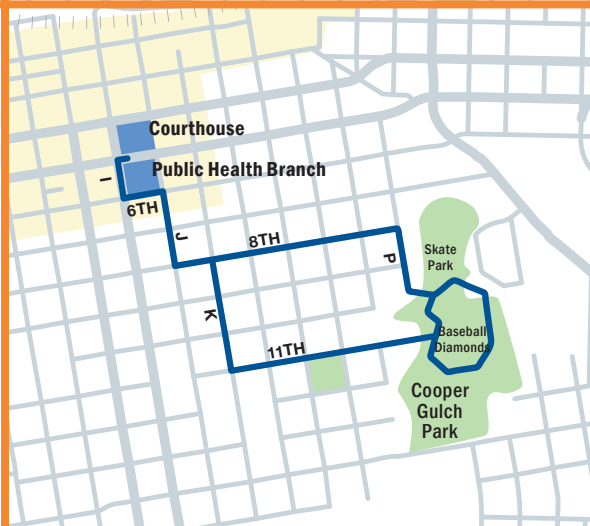 Courthouse
Public Health Branch
I
6TH
J
8TH
P
Skate
Park
K
Baseball
Diamonds
11TH
Cooper
Gulch
Park